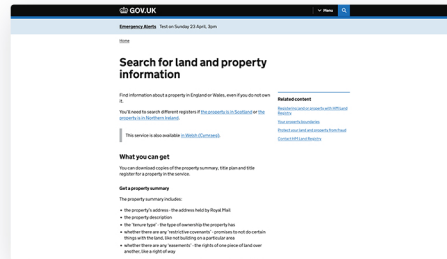 GOV.UK
Menu
Emergency Alerts Test on Sunday 23 April, 3pm
Home
Search for land and property
information
Find information about a property in England or Wales, even if you do not own
it.
You'll need to search different registers if the property is in Scotland or the
property is in Northern Ireland.
This service is also available in Welsh (Cymraeg).
What you can get
You can download copies of the property summary, title plan and title
register for a property in the service.
Get a property summary
The property summary includes:
• the property's address - the address held by Royal Mail
• the property description
• the 'tenure type' - the type of ownership the property has
• whether there are any 'restrictive covenants' - promises to not do certain
things with the land, like not building on a particular area
• whether there are any 'easements' - the rights of one piece of land over
another, like a right of way
Related content
Registering land or property with HM Land
Registry
Your property boundaries
Protect your land and property from fraud
Contact HM Land Registry